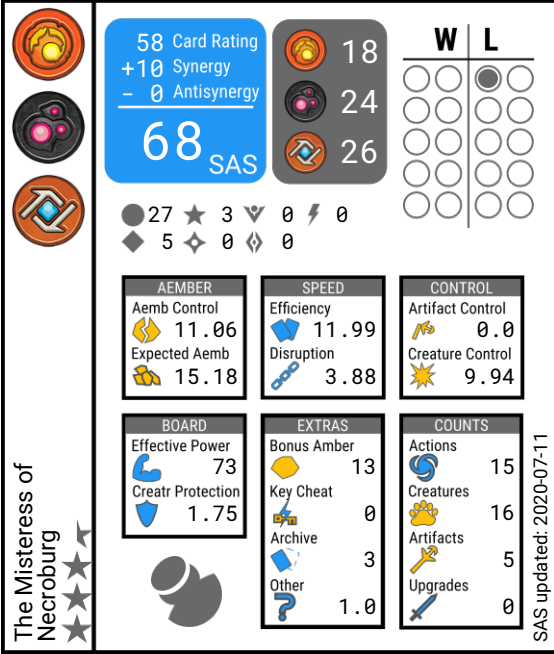 58 Card Rating
+10 Synergy
- 0 Antisynergy
68 SAS
18
24
26
W L
27 3 0 0
5 0 0
AEMBER
Aemb Control
11.06
Expected Aemb
15.18
SPEED
Efficiency
11.99
Disruption
3.88
CONTROL
Artifact Control
0.0
Creature Control
9.94
BOARD
Effective Power
73
Creatr Protection
1.75
EXTRAS
Bonus Amber
13
Key Cheat
0
Archive
3
Other
1.0
COUNTS
Actions
15
Creatures
16
Artifacts
5
Upgrades
0
The Misteress of
Necroburg
SAS updated: 2020-07-11